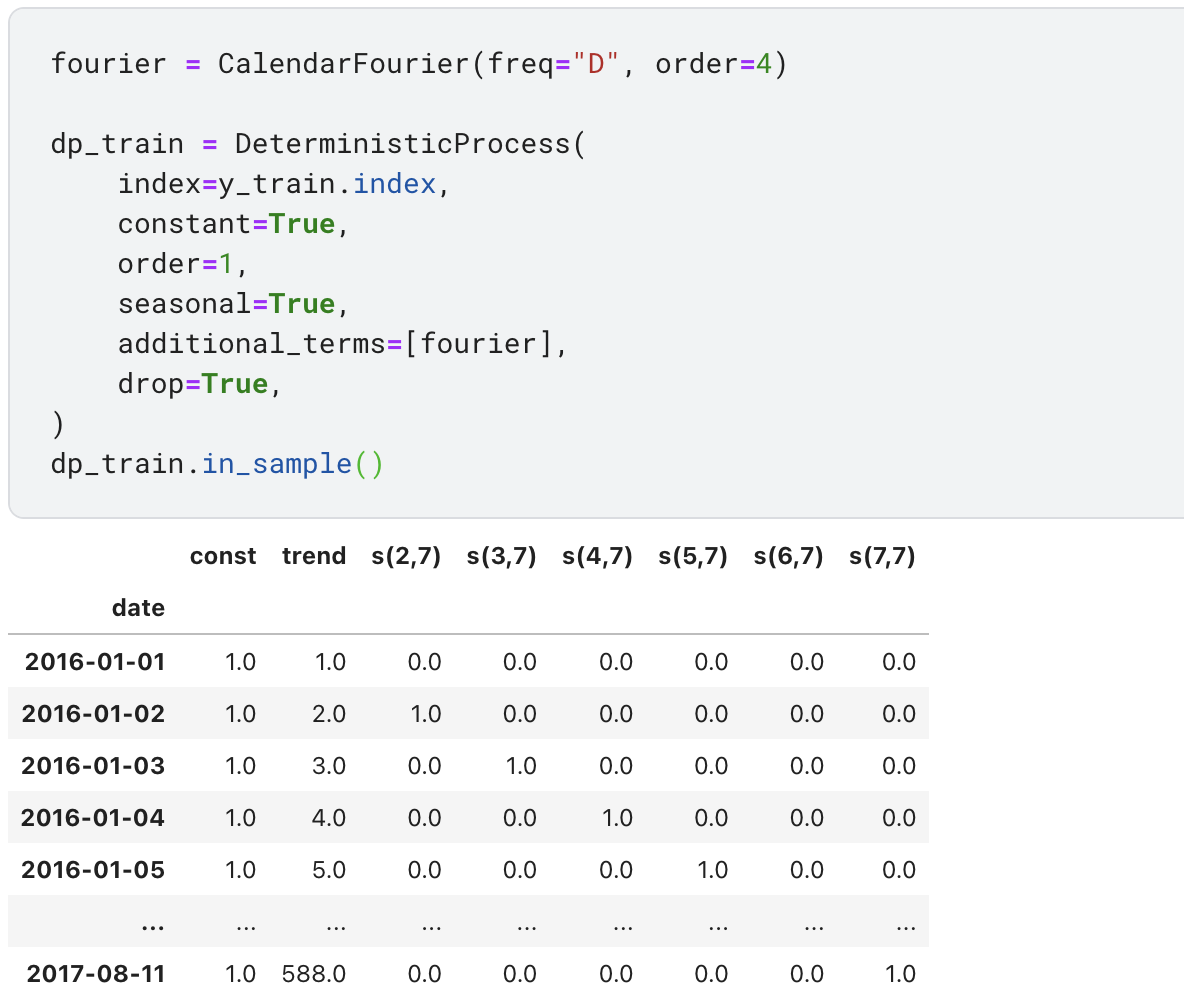 fourier = CalendarFourier(freq="D", order=4)
dp_train = DeterministicProcess(
index=y_train.index,
constant=True,
order=1,
seasonal=True,
additional_terms=[fourier],
drop=True,
)
dp_train.in_sample()
const trend s(2,7) s(3,7) s(4,7) s(5,7) s(6,7) s(7,7)
date
2016-01-01 1.0 1.0 0.0 0.0 0.0 0.0 0.0 0.0
2016-01-02 1.0 2.0 1.0 0.0 0.0 0.0 0.0 0.0
2016-01-03 1.0 3.0 0.0 1.0 0.0 0.0 0.0 0.0
2016-01-04 1.0 4.0 0.0 0.0 1.0 0.0 0.0 0.0
2016-01-05 1.0 5.0 0.0 0.0 0.0 1.0 0.0 0.0
... ... ... ... ... ... ... ... ...
2017-08-11 1.0 588.0 0.0 0.0 0.0 0.0 0.0 1.0